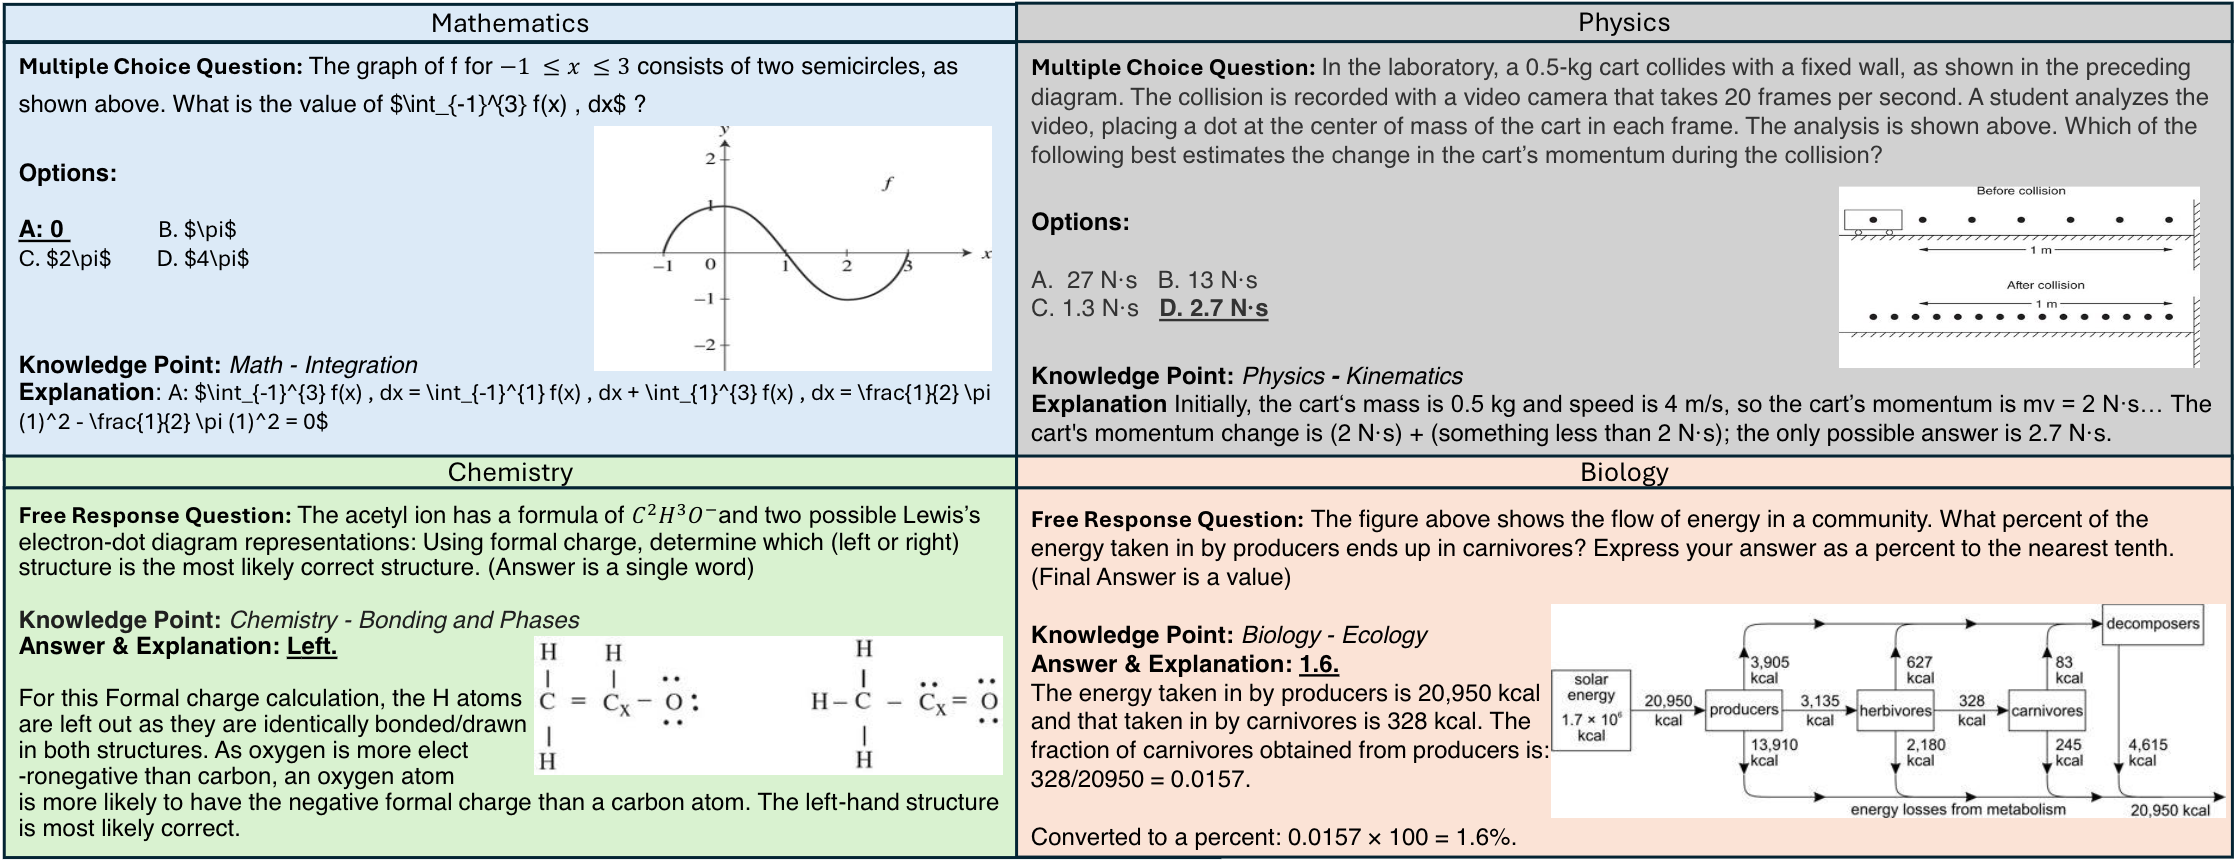 Mathematics
Multiple Choice Question: The graph of f for −1 ≤ x ≤ 3 consists of two semicircles, as
shown above. What is the value of $\int_{-1}^{3} f(x) , dx$ ?
Options:
A: 0 B. $\pi$
C. $2\pi$ D. $4\pi$
y
2
f
1
−1
0
1
2
3
x
−1
−2
Knowledge Point: Math - Integration
Explanation: A: $\int_{-1}^{3} f(x) , dx = \int_{-1}^{1} f(x) , dx + \int_{1}^{3} f(x) , dx = \frac{1}{2} \pi
(1)^2 - \frac{1}{2} \pi (1)^2 = 0$
Physics
Multiple Choice Question: In the laboratory, a 0.5-kg cart collides with a fixed wall, as shown in the preceding
diagram. The collision is recorded with a video camera that takes 20 frames per second. A student analyzes the
video, placing a dot at the center of mass of the cart in each frame. The analysis is shown above. Which of the
following best estimates the change in the cart's momentum during the collision?
Options:
A. 27 N·s B. 13 N·s
C. 1.3 N·s D. 2.7 N·s
Before collision
1 m
After collision
1 m
Knowledge Point: Physics - Kinematics
Explanation Initially, the cart‘s mass is 0.5 kg and speed is 4 m/s, so the cart’s momentum is mv = 2 N·s… The
cart's momentum change is (2 N·s) + (something less than 2 N·s); the only possible answer is 2.7 N·s.
Chemistry
Free Response Question: The acetyl ion has a formula of C²H³O⁻and two possible Lewis’s
electron-dot diagram representations: Using formal charge, determine which (left or right)
structure is the most likely correct structure. (Answer is a single word)
Knowledge Point: Chemistry - Bonding and Phases
Answer & Explanation: Left.
For this Formal charge calculation, the H atoms
are left out as they are identically bonded/drawn
in both structures. As oxygen is more elect
-ronegative than carbon, an oxygen atom
is more likely to have the negative formal charge than a carbon atom. The left-hand structure
is most likely correct.
H H
C = Cx – O
H
H
H – C – Cx = O
H
Biology
Free Response Question: The figure above shows the flow of energy in a community. What percent of the
energy taken in by producers ends up in carnivores? Express your answer as a percent to the nearest tenth.
(Final Answer is a value)
Knowledge Point: Biology - Ecology
Answer & Explanation: 1.6.
The energy taken in by producers is 20,950 kcal
and that taken in by carnivores is 328 kcal. The
fraction of carnivores obtained from producers is:
328/20950 = 0.0157.
Converted to a percent: 0.0157 × 100 = 1.6%.
decomposers
3,905
kcal
627
kcal
83
kcal
solar
energy
1.7 × 10⁶
kcal
20,950
kcal
producers
3,135
kcal
herbivores
328
kcal
carnivores
13,910
kcal
2,180
kcal
245
kcal
4,615
kcal
energy losses from metabolism
20,950 kcal